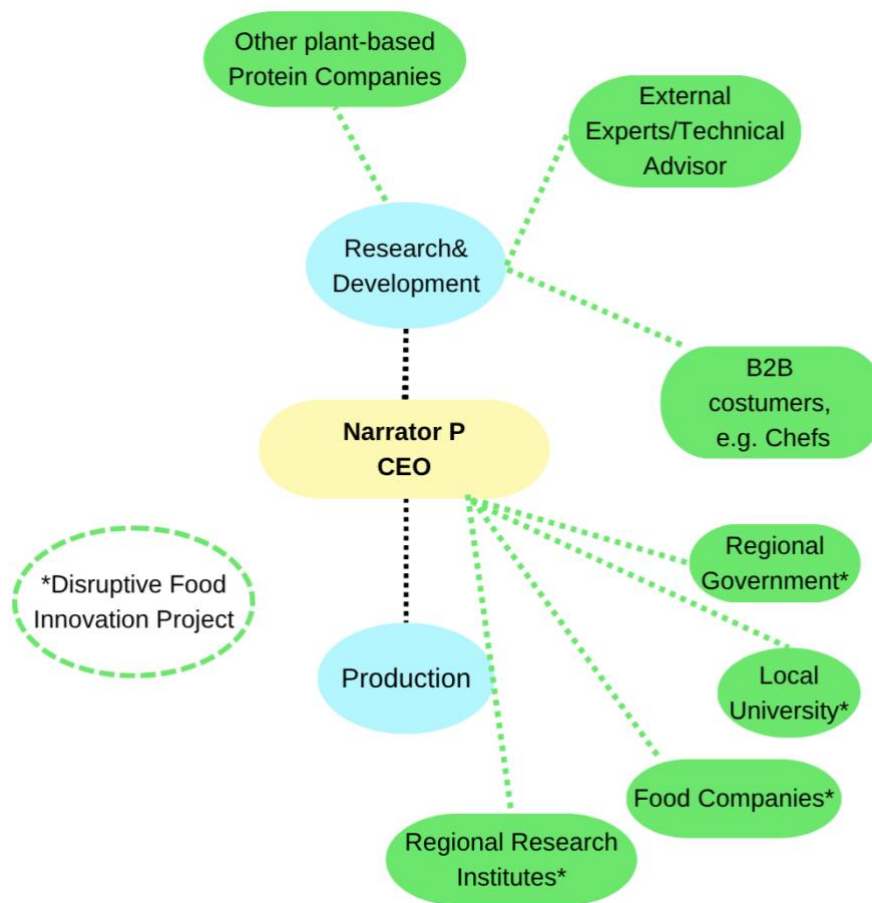 Other plant-based
Protein Companies
External
Experts/Technical
Advisor
Research&
Development
B2B
costumers,
e.g. Chefs
Narrator P
CEO
Regional
Government*
*Disruptive Food
Innovation Project
Local
University*
Production
Food Companies*
Regional Research
Institutes*